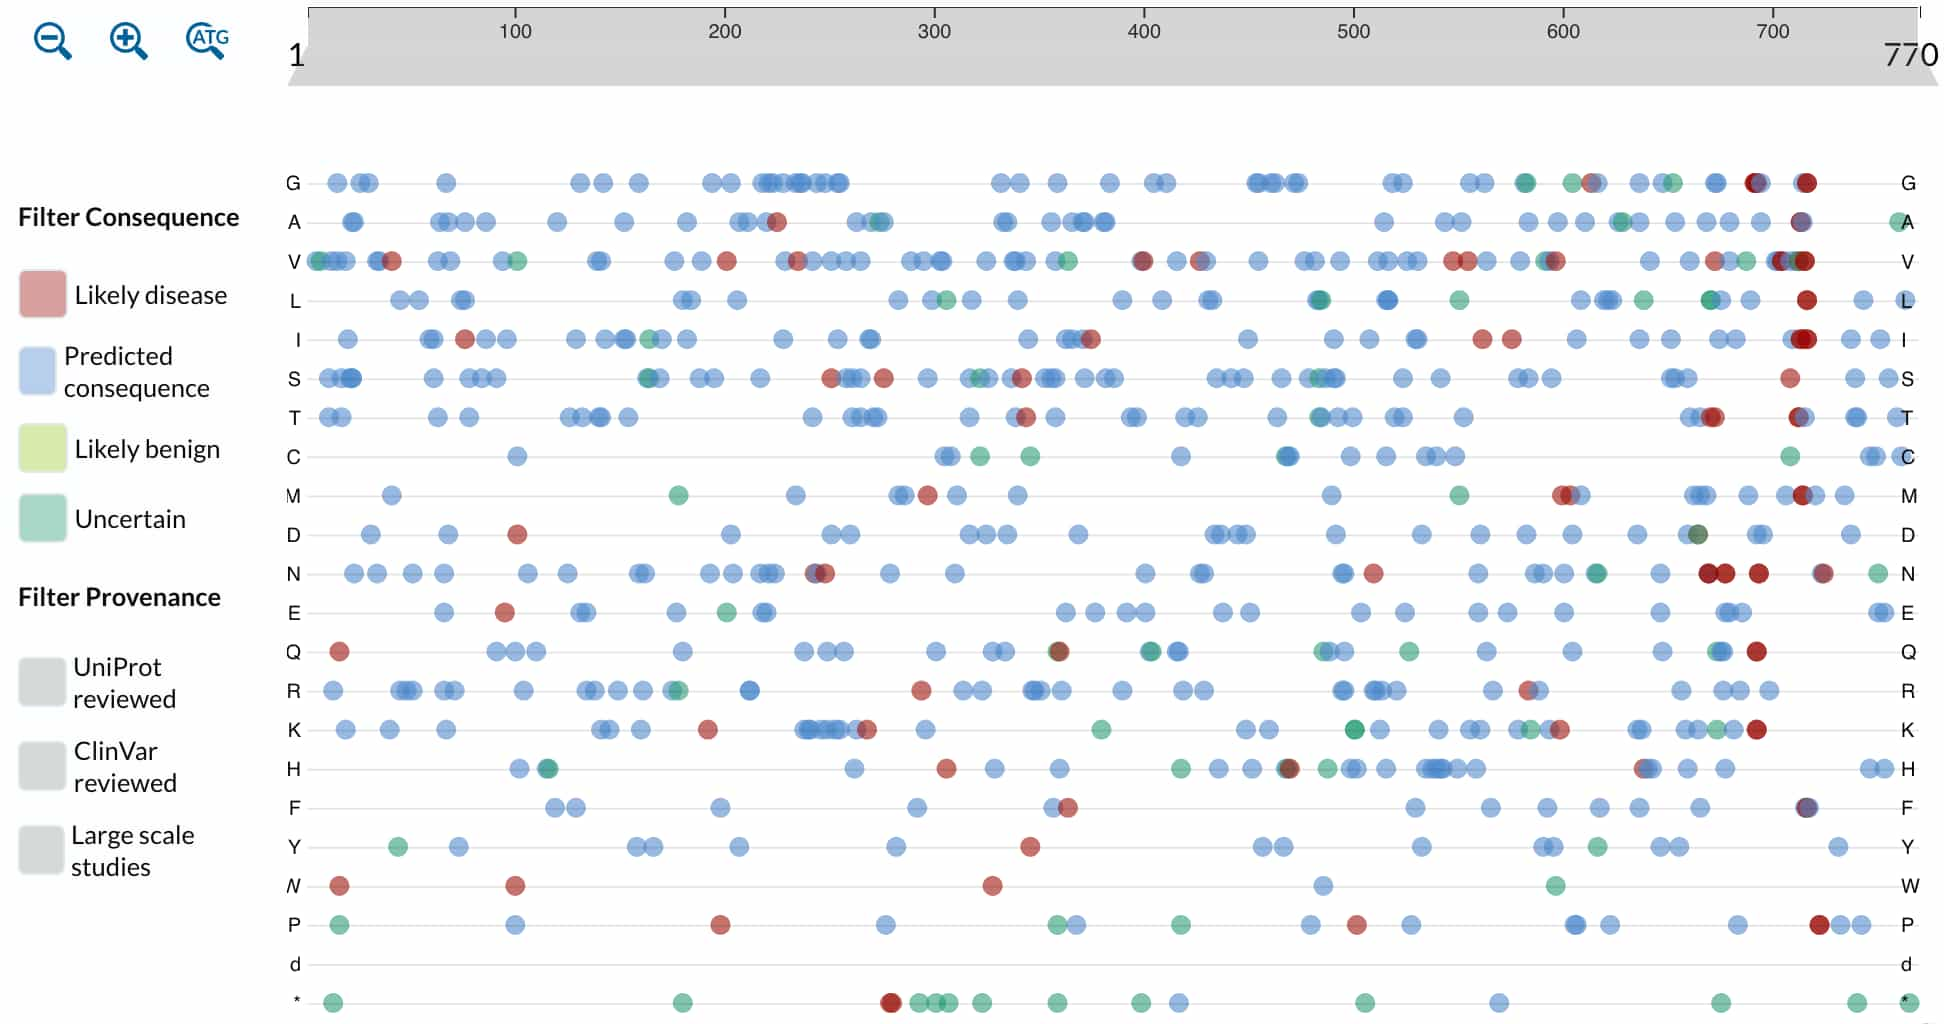 ATG
100 200 300 400 500 600 700
1 770
Filter Consequence
Likely disease
Predicted
consequence
Likely benign
Uncertain
Filter Provenance
UniProt
reviewed
ClinVar
reviewed
Large scale
studies
G G
A A
V V
L L
I I
S S
T T
C C
M M
D D
N N
E E
Q Q
R R
K K
H H
F F
Y Y
W W
P P
d d
* *